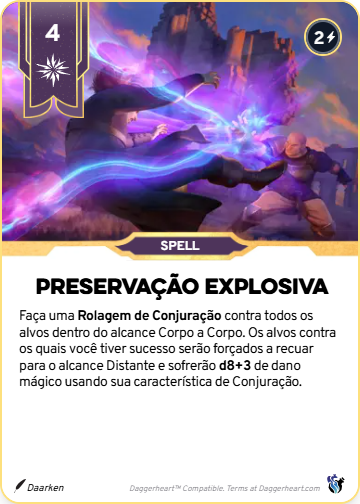 4
2
SPELL
PRESERVAÇÃO EXPLOSIVA
Faça uma Rolagem de Conjuração contra todos os
alvos dentro do alcance Corpo a Corpo. Os alvos contra
os quais você tiver sucesso serão forçados a recuar
para o alcance Distante e sofrerão d8+3 de dano
mágico usando sua característica de Conjuração.
Daarken
Daggerheart™ Compatible. Terms at Daggerheart.com